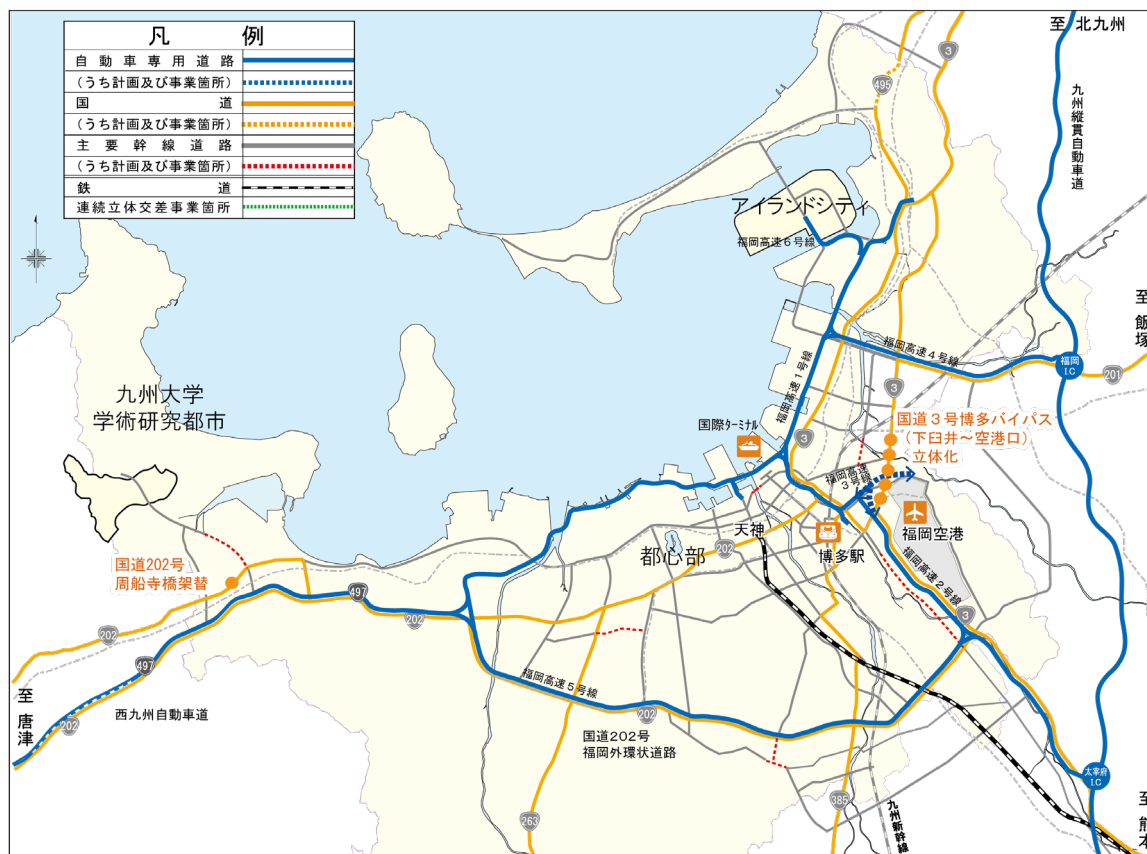 凡 例
自動車専用道路
（うち計画及び事業箇所）
国 道
（うち計画及び事業箇所）
主要幹線道路
（うち計画及び事業箇所）
鉄 道
連続立体交差事業箇所
至 北九州
3
495
九州縦貫自動車道
アイランドシティ
福岡高速６号線
至 飯塚
福岡高速４号線
福岡
I.C
201
福岡高速１号線
3
九州大学
学術研究都市
国際ﾀｰﾐﾅﾙ
3
国道３号博多バイパス
（下臼井～空港口）
立体化
福岡高速
３号線
天神
福岡空港
都心部
202
博多駅
国道202号
周船寺橋架替
497
202
福岡高速２号線
3
202
497
福岡高速５号線
至 唐津
202
西九州自動車道
202
国道202号
福岡外環状道路
太宰府
I.C
263
385
九州新幹線
至 熊本